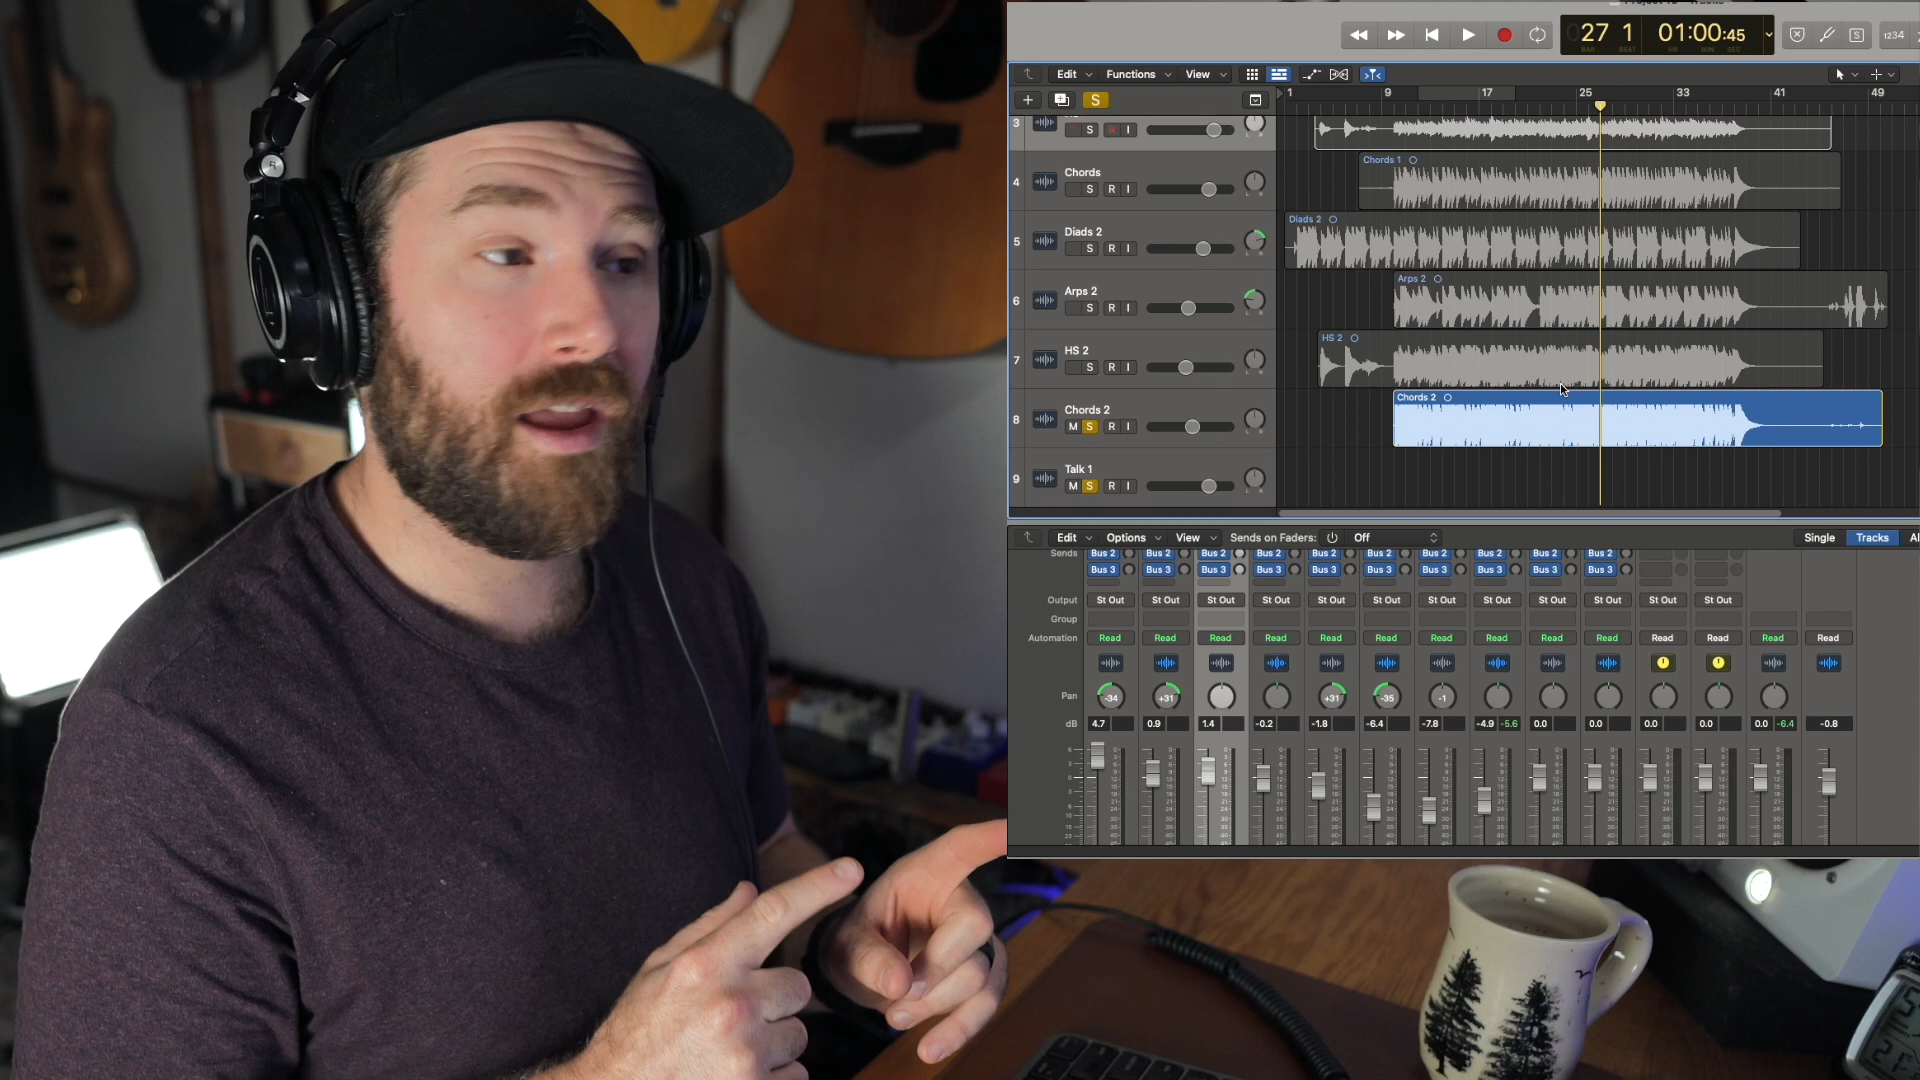 27 1 01:00:45
BAR BEAT HR MIN SEC
S 1234
Edit Functions View
S
1 9 17 25 33 41 49
3 S R I
4 Chords S R I
Chords 1
5 Diads 2 S R I
Diads 2
6 Arps 2 S R I
Arps 2
7 HS 2 S R I
HS 2
8 Chords 2 M S R I
Chords 2
9 Talk 1 M S R I
Edit Options View Sends on Faders: Off Single Tracks Al
Sends Bus 2 Bus 2 Bus 2 Bus 2 Bus 2 Bus 2 Bus 2 Bus 2 Bus 2 Bus 2
Bus 3 Bus 3 Bus 3 Bus 3 Bus 3 Bus 3 Bus 3 Bus 3 Bus 3 Bus 3
Output St Out St Out St Out St Out St Out St Out St Out St Out St Out St Out St Out St Out
Group
Automation Read Read Read Read Read Read Read Read Read Read Read Read Read Read
Pan -34 +31 +31 -35 -1
dB 4.7 0.9 1.4 -0.2 -1.8 -6.4 -7.8 -4.9 -5.6 0.0 0.0 0.0 0.0 0.0 -6.4 -0.8
R